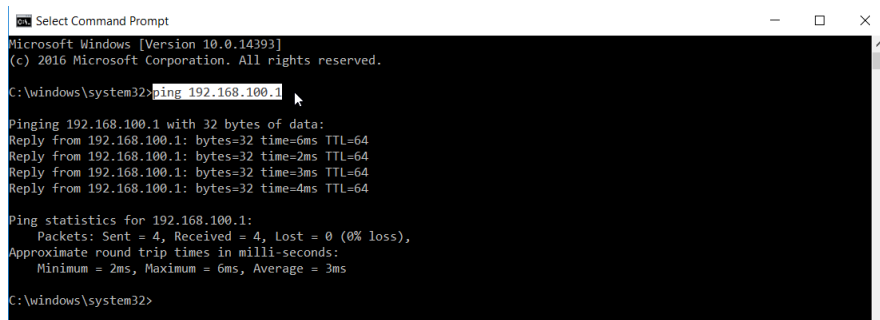 Select Command Prompt
Microsoft Windows [Version 10.0.14393]
(c) 2016 Microsoft Corporation. All rights reserved.
C:\windows\system32>ping 192.168.100.1
Pinging 192.168.100.1 with 32 bytes of data:
Reply from 192.168.100.1: bytes=32 time=6ms TTL=64
Reply from 192.168.100.1: bytes=32 time=2ms TTL=64
Reply from 192.168.100.1: bytes=32 time=3ms TTL=64
Reply from 192.168.100.1: bytes=32 time=4ms TTL=64
Ping statistics for 192.168.100.1:
    Packets: Sent = 4, Received = 4, Lost = 0 (0% loss),
Approximate round trip times in milli-seconds:
    Minimum = 2ms, Maximum = 6ms, Average = 3ms
C:\windows\system32>